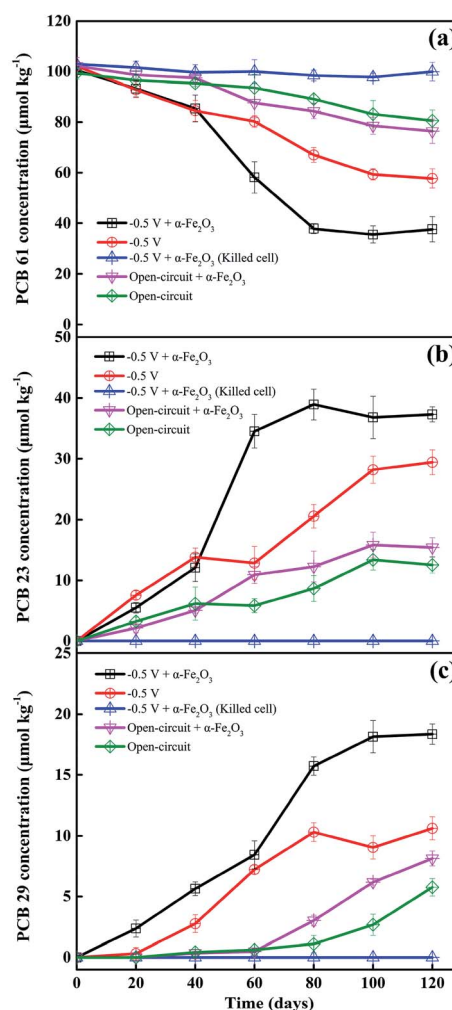 (a)
PCB 61 concentration (μmol kg⁻¹)
120
100
80
60
40
20
0
-0.5 V + α-Fe₂O₃
-0.5 V
-0.5 V + α-Fe₂O₃ (Killed cell)
Open-circuit + α-Fe₂O₃
Open-circuit
(b)
PCB 23 concentration (μmol kg⁻¹)
50
40
30
20
10
0
-0.5 V + α-Fe₂O₃
-0.5 V
-0.5 V + α-Fe₂O₃ (Killed cell)
Open-circuit + α-Fe₂O₃
Open-circuit
(c)
PCB 29 concentration (μmol kg⁻¹)
25
20
15
10
5
0
-0.5 V + α-Fe₂O₃
-0.5 V
-0.5 V + α-Fe₂O₃ (Killed cell)
Open-circuit + α-Fe₂O₃
Open-circuit
0 20 40 60 80 100 120
Time (days)